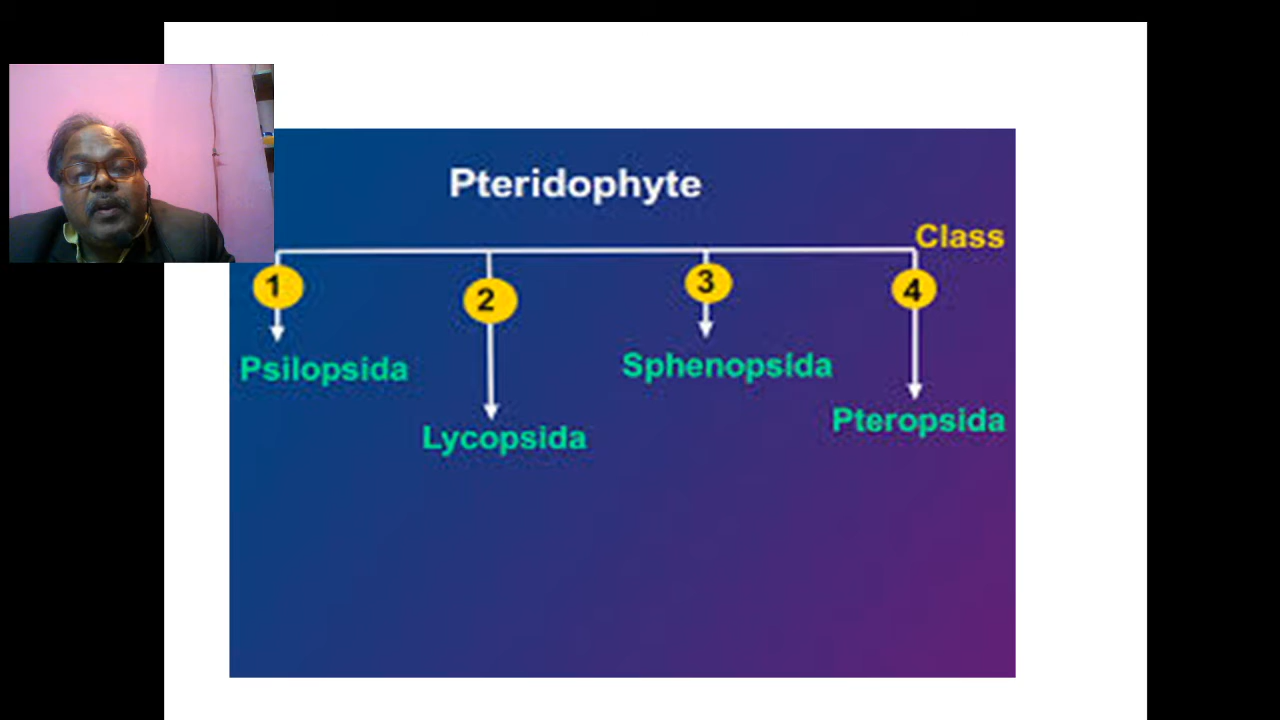 Pteridophyte
Class
1
2
3
4
Psilopsida
Lycopsida
Sphenopsida
Pteropsida